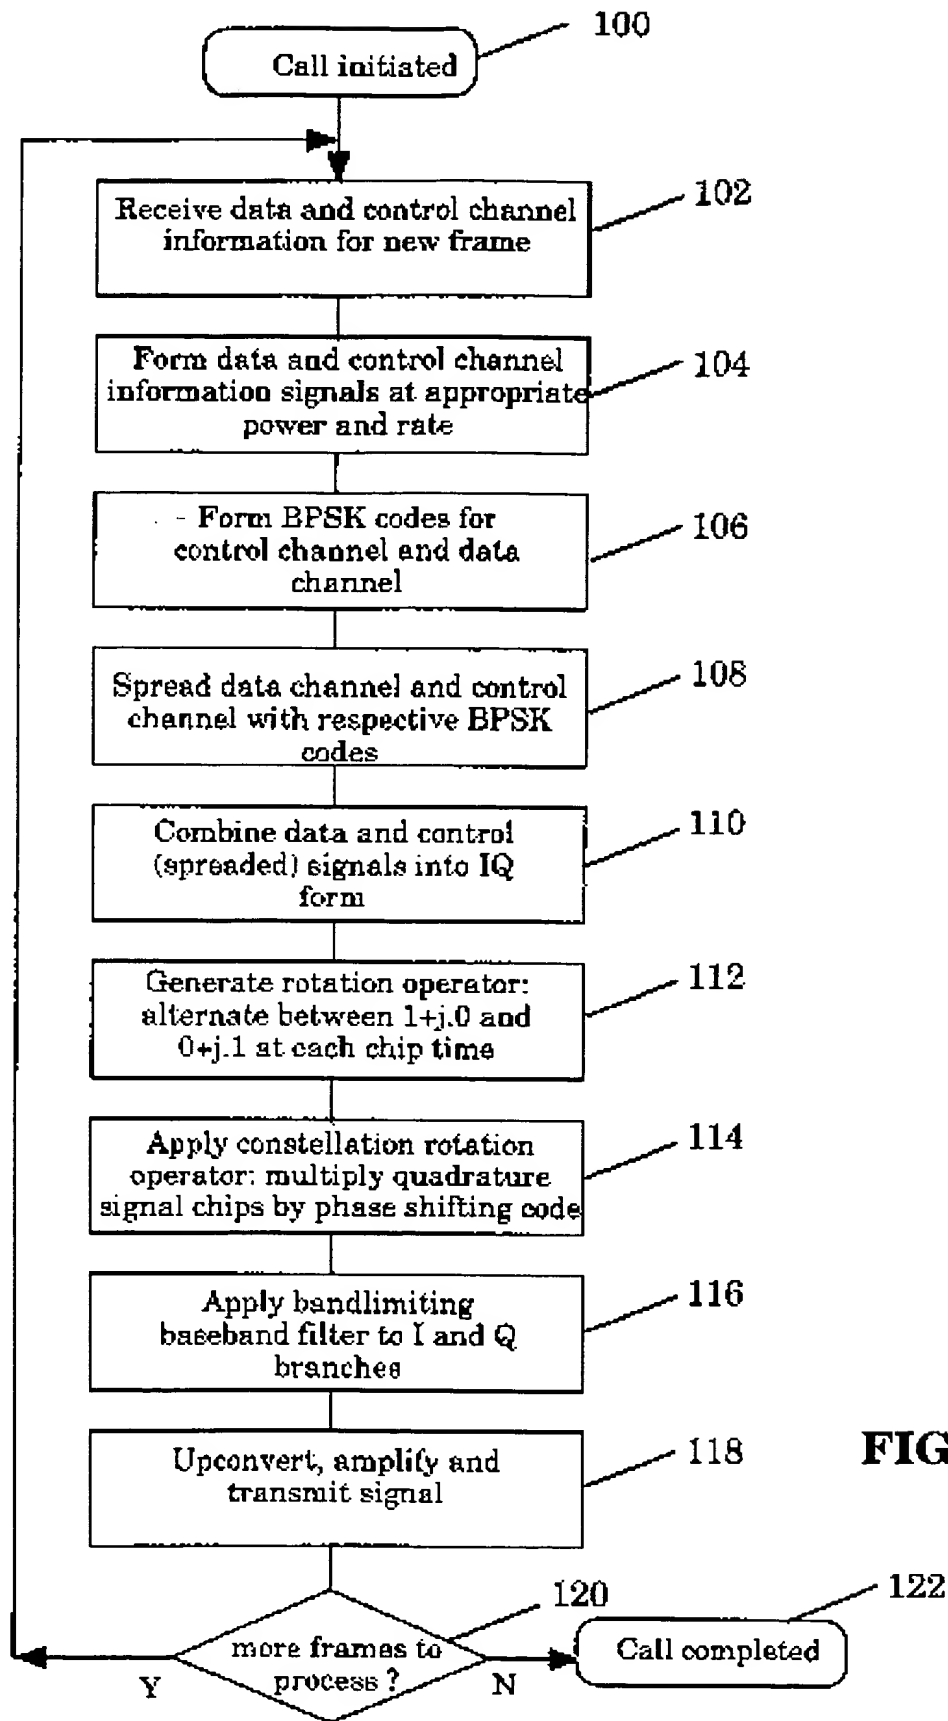 100
Call initiated
Receive data and control channel
information for new frame
102
Form data and control channel
information signals at appropriate
power and rate
104
- Form BPSK codes for
control channel and data
channel
106
Spread data channel and control
channel with respective BPSK
codes
108
Combine data and control
(spreaded) signals into IQ
form
110
Generate rotation operator:
alternate between 1+j.0 and
0+j.1 at each chip time
112
Apply constellation rotation
operator: multiply quadrature
signal chips by phase shifting code
114
Apply bandlimiting
baseband filter to I and Q
branches
116
Upconvert, amplify and
transmit signal
118
FIG
more frames to
process ?
120
Y
N
Call completed
122